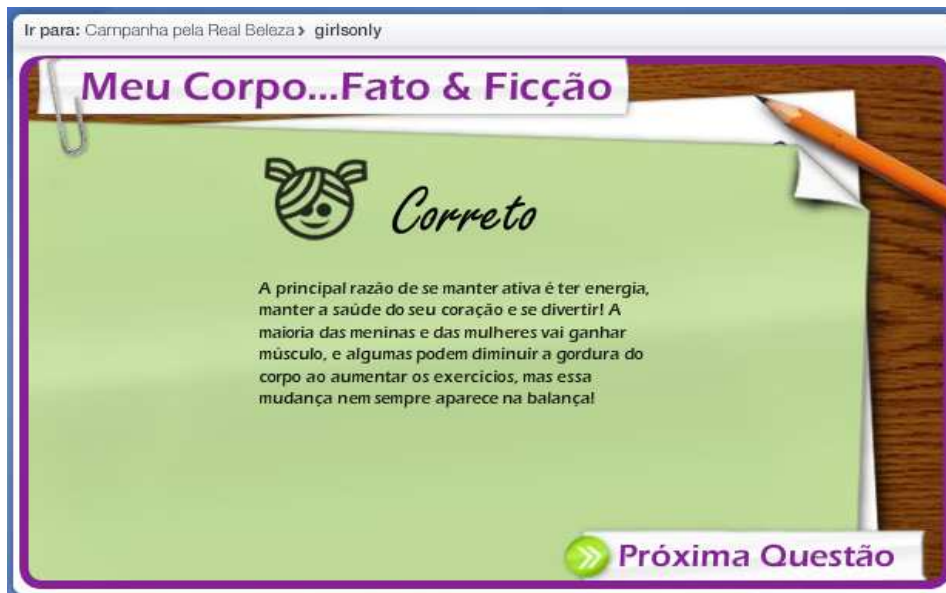 Ir para: Campanha pela Real Beleza › girlsonly
Meu Corpo...Fato & Ficção
Correto
A principal razão de se manter ativa é ter energia,
manter a saúde do seu coração e se divertir! A
maioria das meninas e das mulheres vai ganhar
músculo, e algumas podem diminuir a gordura do
corpo ao aumentar os exercícios, mas essa
mudança nem sempre aparece na balança!
Próxima Questão